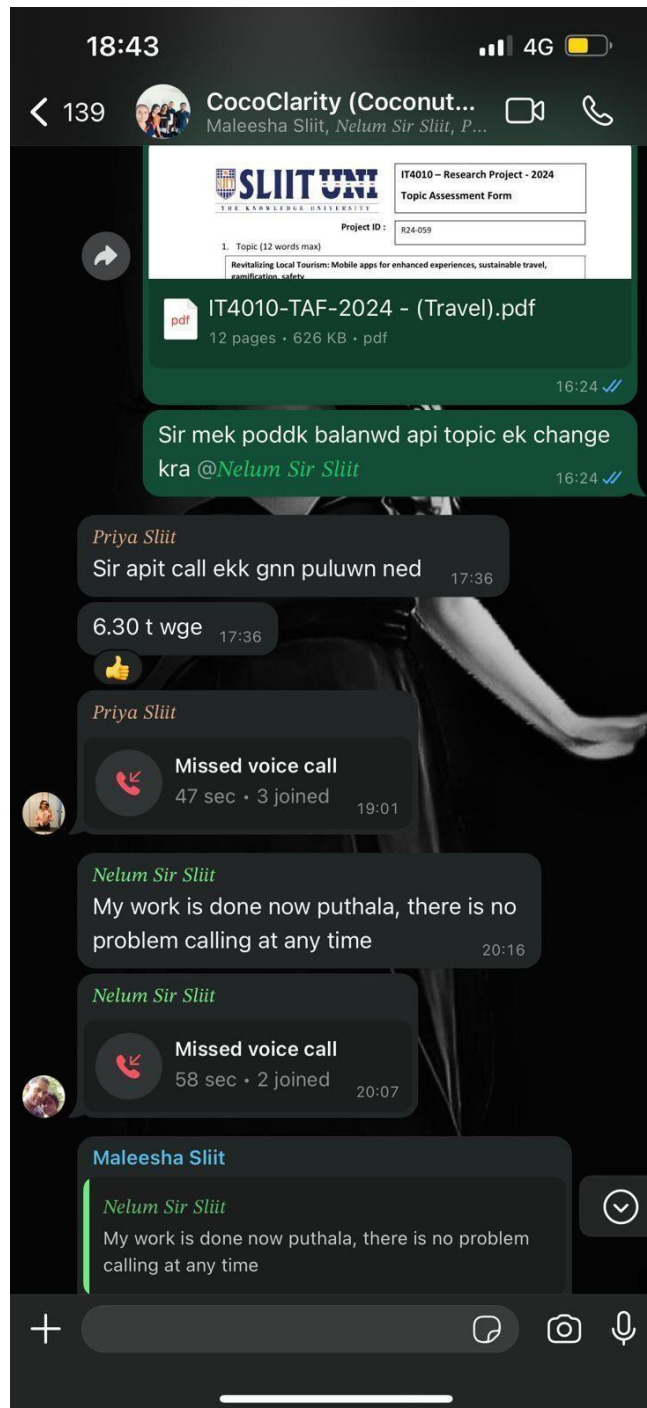 18:43
4G
139
CocoClarity (Coconut...
Maleesha Sliit, Nelum Sir Sliit, P...
SLIIT UNI
THE KNOWLEDGE UNIVERSITY
IT4010 – Research Project - 2024
Topic Assessment Form
Project ID :
R24-059
1. Topic (12 words max)
Revitalizing Local Tourism: Mobile apps for enhanced experiences, sustainable travel,
gamification, safety
pdf
IT4010-TAF-2024 - (Travel).pdf
12 pages • 626 KB • pdf
16:24
Sir mek poddk balanwd api topic ek change
kra @Nelum Sir Sliit
16:24
Priya Sliit
Sir apit call ekk gnn puluwn ned
17:36
6.30 t wge
17:36
Priya Sliit
Missed voice call
47 sec • 3 joined
19:01
Nelum Sir Sliit
My work is done now puthala, there is no
problem calling at any time
20:16
Nelum Sir Sliit
Missed voice call
58 sec • 2 joined
20:07
Maleesha Sliit
Nelum Sir Sliit
My work is done now puthala, there is no problem
calling at any time